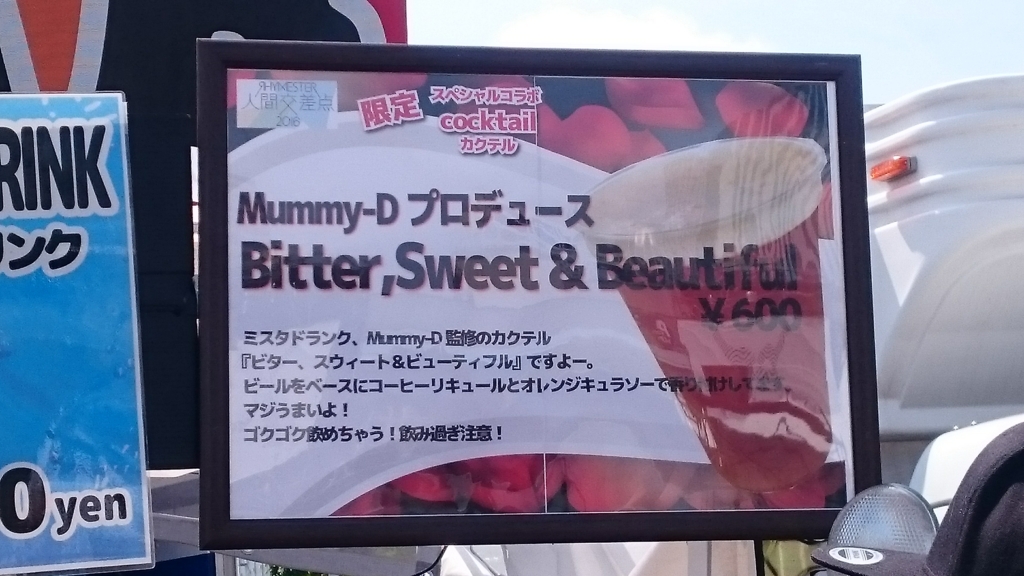 RINK
ンク
0 yen
RHYMESTER
人間交差点
2018
限定
スペシャルコラボ
cocktail
カクテル
Mummy-D プロデュース
Bitter,Sweet & Beautiful
¥600
ミスタドランク、Mummy-D 監修のカクテル
『ビター、スウィート&ビューティフル』ですよー。
ビールをベースにコーヒーリキュールとオレンジキュラソーで香り付けしてます。
マジうまいよ!
ゴクゴク飲めちゃう!飲み過ぎ注意!